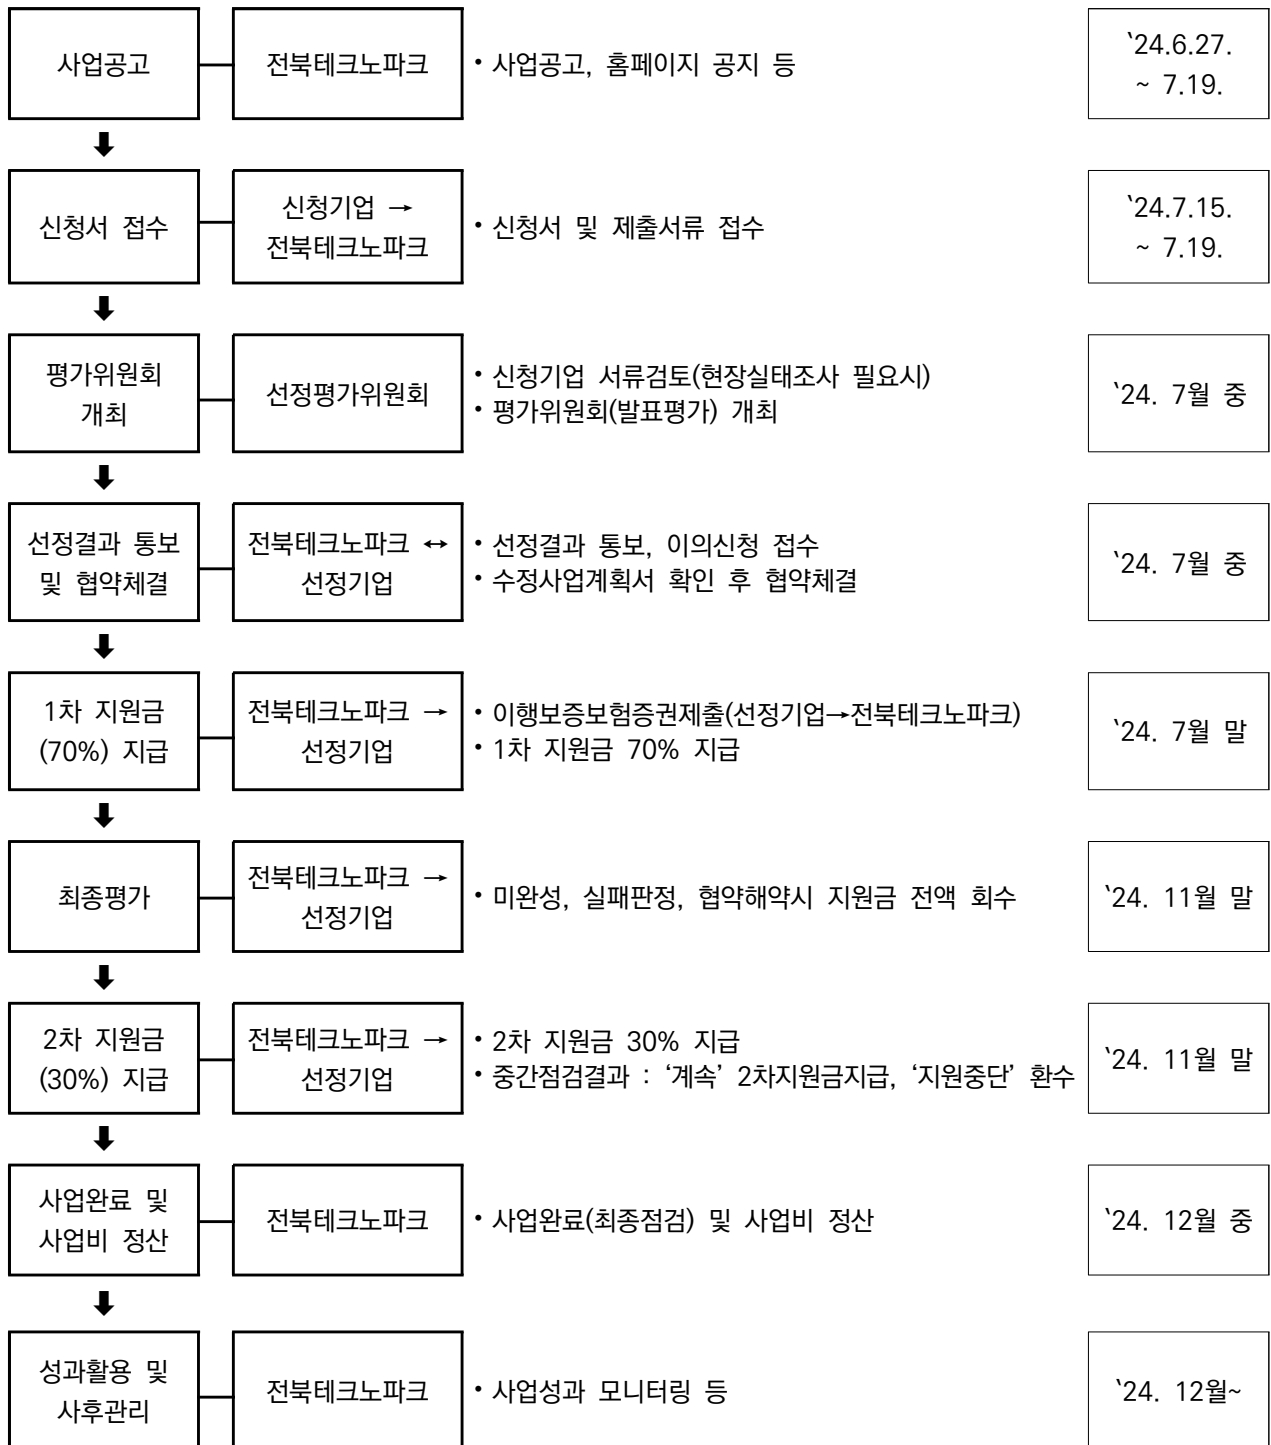 사업공고
전북테크노파크
• 사업공고, 홈페이지 공지 등
`24.6.27.
~ 7.19.
⬇
신청서 접수
신청기업 →
전북테크노파크
• 신청서 및 제출서류 접수
`24.7.15.
~ 7.19.
⬇
평가위원회
개최
선정평가위원회
• 신청기업 서류검토(현장실태조사 필요시)
• 평가위원회(발표평가) 개최
`24. 7월 중
⬇
선정결과 통보
및 협약체결
전북테크노파크 ↔
선정기업
• 선정결과 통보, 이의신청 접수
• 수정사업계획서 확인 후 협약체결
`24. 7월 중
⬇
1차 지원금
(70%) 지급
전북테크노파크 →
선정기업
• 이행보증보험증권제출(선정기업→전북테크노파크)
• 1차 지원금 70% 지급
`24. 7월 말
⬇
최종평가
전북테크노파크 →
선정기업
• 미완성, 실패판정, 협약해약시 지원금 전액 회수
`24. 11월 말
⬇
2차 지원금
(30%) 지급
전북테크노파크 →
선정기업
• 2차 지원금 30% 지급
• 중간점검결과 : ‘계속’ 2차지원금지급, ‘지원중단’ 환수
`24. 11월 말
⬇
사업완료 및
사업비 정산
전북테크노파크
• 사업완료(최종점검) 및 사업비 정산
`24. 12월 중
⬇
성과활용 및
사후관리
전북테크노파크
• 사업성과 모니터링 등
`24. 12월~